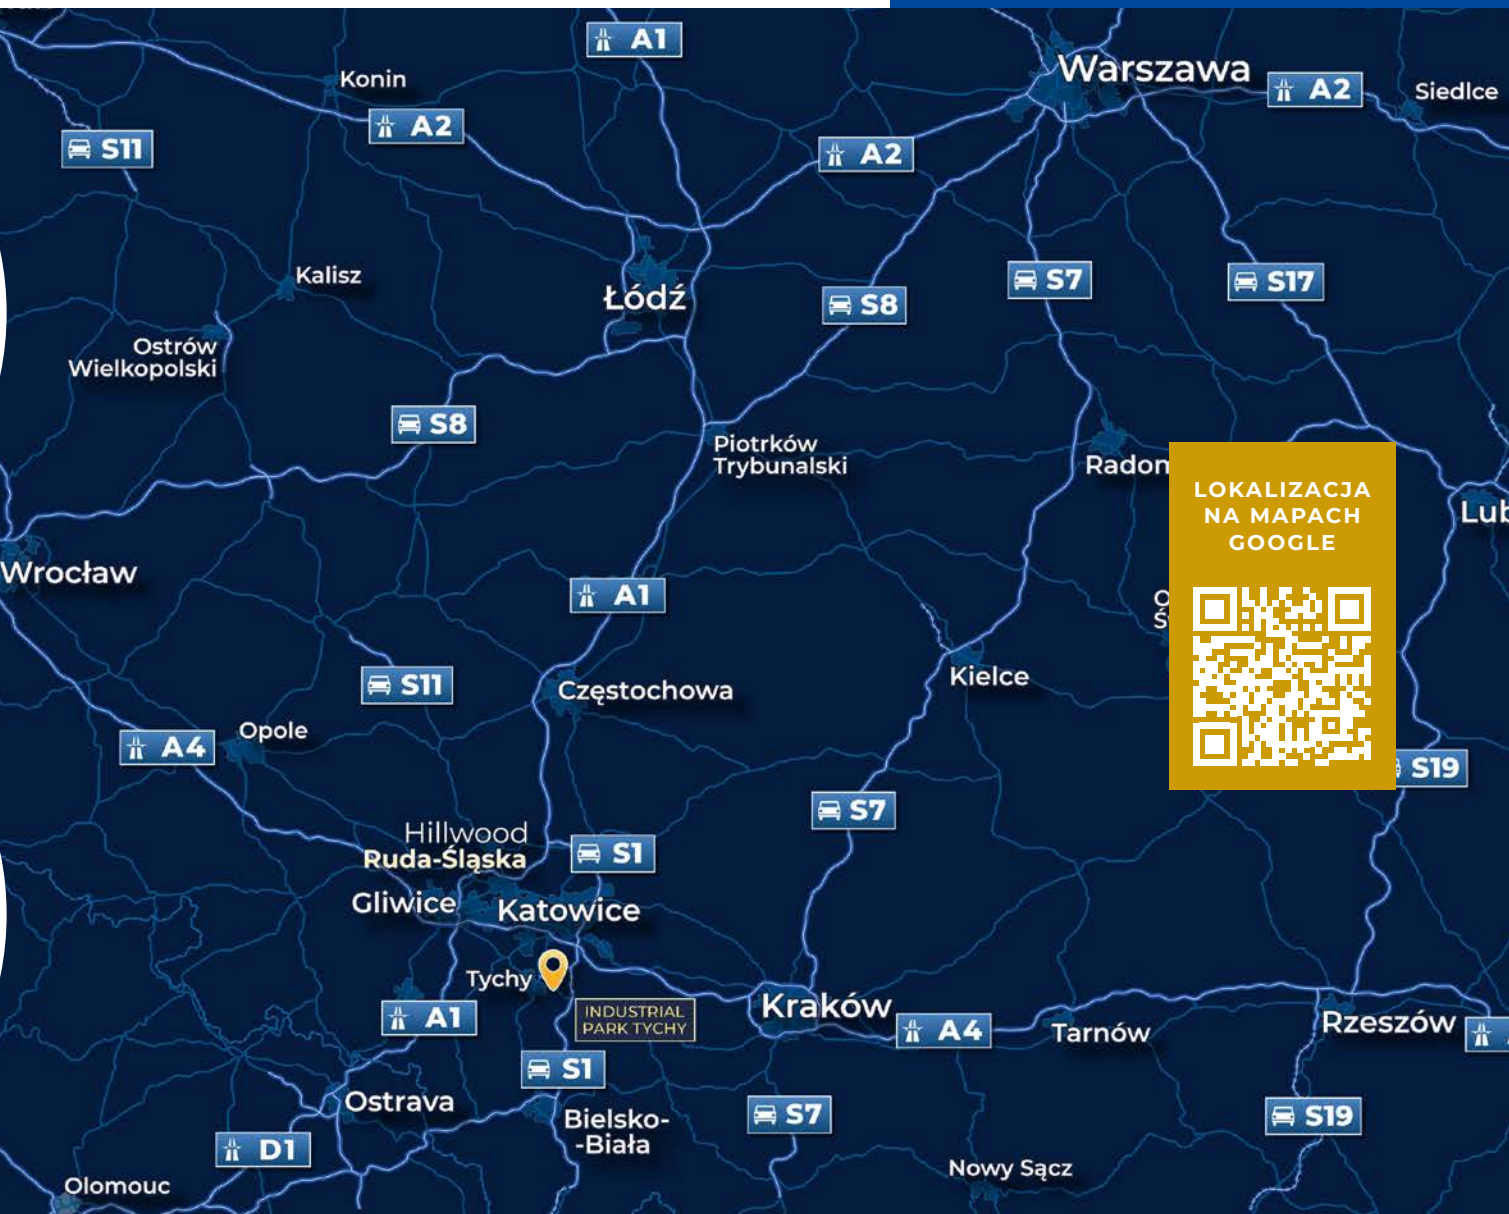 A1
Warszawa
Konin
A2
Siedlce
A2
S11
A2
Kalisz
S7
S17
Łódź
S8
Ostrów
Wielkopolski
S8
Piotrków
Trybunalski
Radom
LOKALIZACJA
NA MAPACH
GOOGLE
Wrocław
A1
S11
Częstochowa
Kielce
Opole
A4
S19
S7
Hillwood
Ruda-Śląska
S1
Gliwice
Katowice
Tychy
INDUSTRIAL
PARK TYCHY
A1
Kraków
A4
Tarnów
Rzeszów
S1
Ostrava
Bielsko-
-Biała
S7
S19
D1
Nowy Sącz
Olomouc